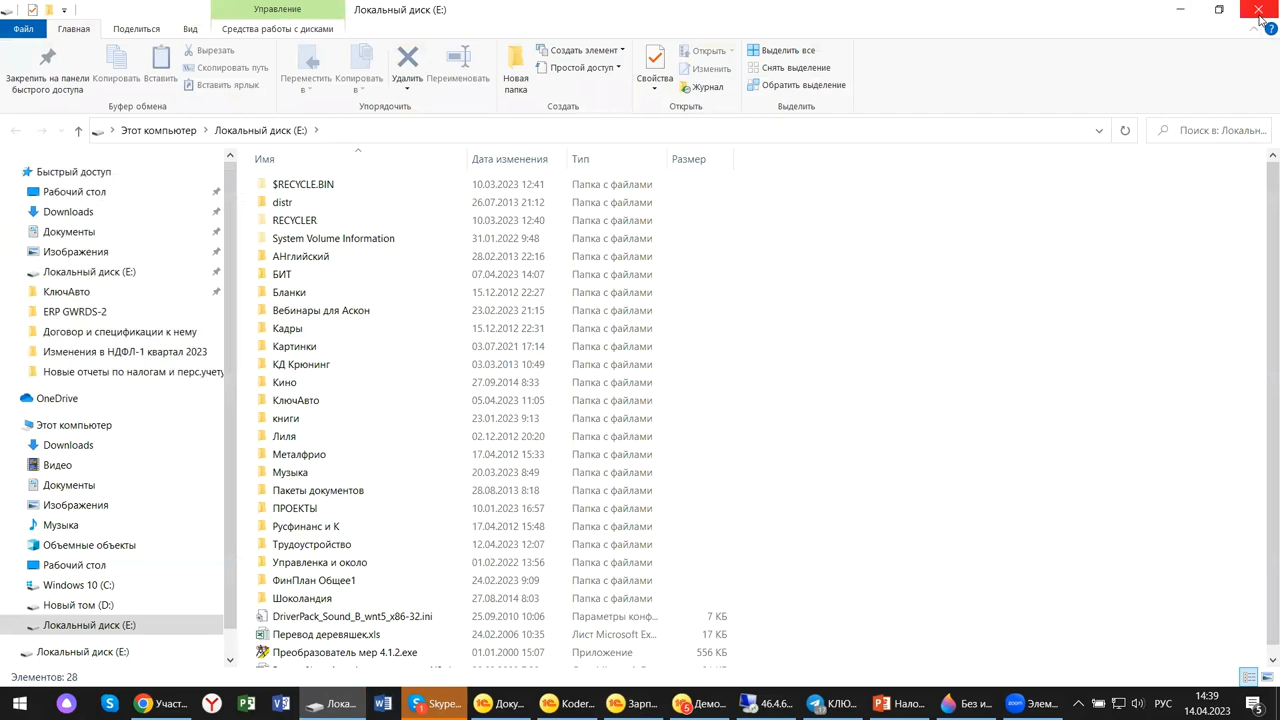 Управление
Локальный диск (E:)
Файл
Главная
Поделиться
Вид
Средства работы с дисками
Закрепить на панели
быстрого доступа
Копировать
Вставить
Вырезать
Скопировать путь
Вставить ярлык
Буфер обмена
Переместить
в
Копировать
в
Удалить
Переименовать
Упорядочить
Новая
папка
Создать элемент
Простой доступ
Создать
Свойства
Открыть
Изменить
Журнал
Открыть
Выделить все
Снять выделение
Обратить выделение
Выделить
Этот компьютер
Локальный диск (E:)
Поиск в: Локальн...
Быстрый доступ
Рабочий стол
Downloads
Документы
Изображения
Локальный диск (E:)
КлючАвто
ERP GWRDS-2
Договор и спецификации к нему
Изменения в НДФЛ-1 квартал 2023
Новые отчеты по налогам и перс.учету
OneDrive
Этот компьютер
Downloads
Видео
Документы
Изображения
Музыка
Объемные объекты
Рабочий стол
Windows 10 (C:)
Новый том (D:)
Локальный диск (E:)
Локальный диск (E:)
Имя Дата изменения Тип Размер
$RECYCLE.BIN 10.03.2023 12:41 Папка с файлами
distr 26.07.2013 21:12 Папка с файлами
RECYCLER 10.03.2023 12:40 Папка с файлами
System Volume Information 31.01.2022 9:48 Папка с файлами
АНглийский 28.02.2013 22:16 Папка с файлами
БИТ 07.04.2023 14:07 Папка с файлами
Бланки 15.12.2012 22:27 Папка с файлами
Вебинары для Аскон 23.02.2023 21:15 Папка с файлами
Кадры 15.12.2012 22:31 Папка с файлами
Картинки 03.07.2021 17:14 Папка с файлами
КД Крюнинг 03.03.2013 10:49 Папка с файлами
Кино 27.09.2014 8:33 Папка с файлами
КлючАвто 05.04.2023 11:05 Папка с файлами
книги 23.01.2023 9:13 Папка с файлами
Лиля 02.12.2012 20:20 Папка с файлами
Металфрио 17.04.2012 15:33 Папка с файлами
Музыка 20.03.2023 8:49 Папка с файлами
Пакеты документов 28.08.2013 8:18 Папка с файлами
ПРОЕКТЫ 10.01.2023 16:57 Папка с файлами
Русфинанс и К 17.04.2012 15:48 Папка с файлами
Трудоустройство 12.04.2023 12:07 Папка с файлами
Управленка и около 01.02.2022 13:56 Папка с файлами
ФинПлан Общее1 24.02.2023 9:09 Папка с файлами
Шоколандия 27.08.2014 8:03 Папка с файлами
DriverPack_Sound_B_wnt5_x86-32.ini 25.09.2010 10:06 Параметры конф... 7 КБ
Перевод деревяшек.xls 24.02.2006 10:35 Лист Microsoft Ex... 17 КБ
Преобразователь мер 4.1.2.exe 01.01.2000 15:07 Приложение 556 КБ
Элементов: 28
Участ...
Лока...
Skype...
Доку...
Koder...
Зарп...
Демо...
46.4.6...
КЛЮ...
Нало...
Без и...
Элем...
РУС
14:39
14.04.2023
5